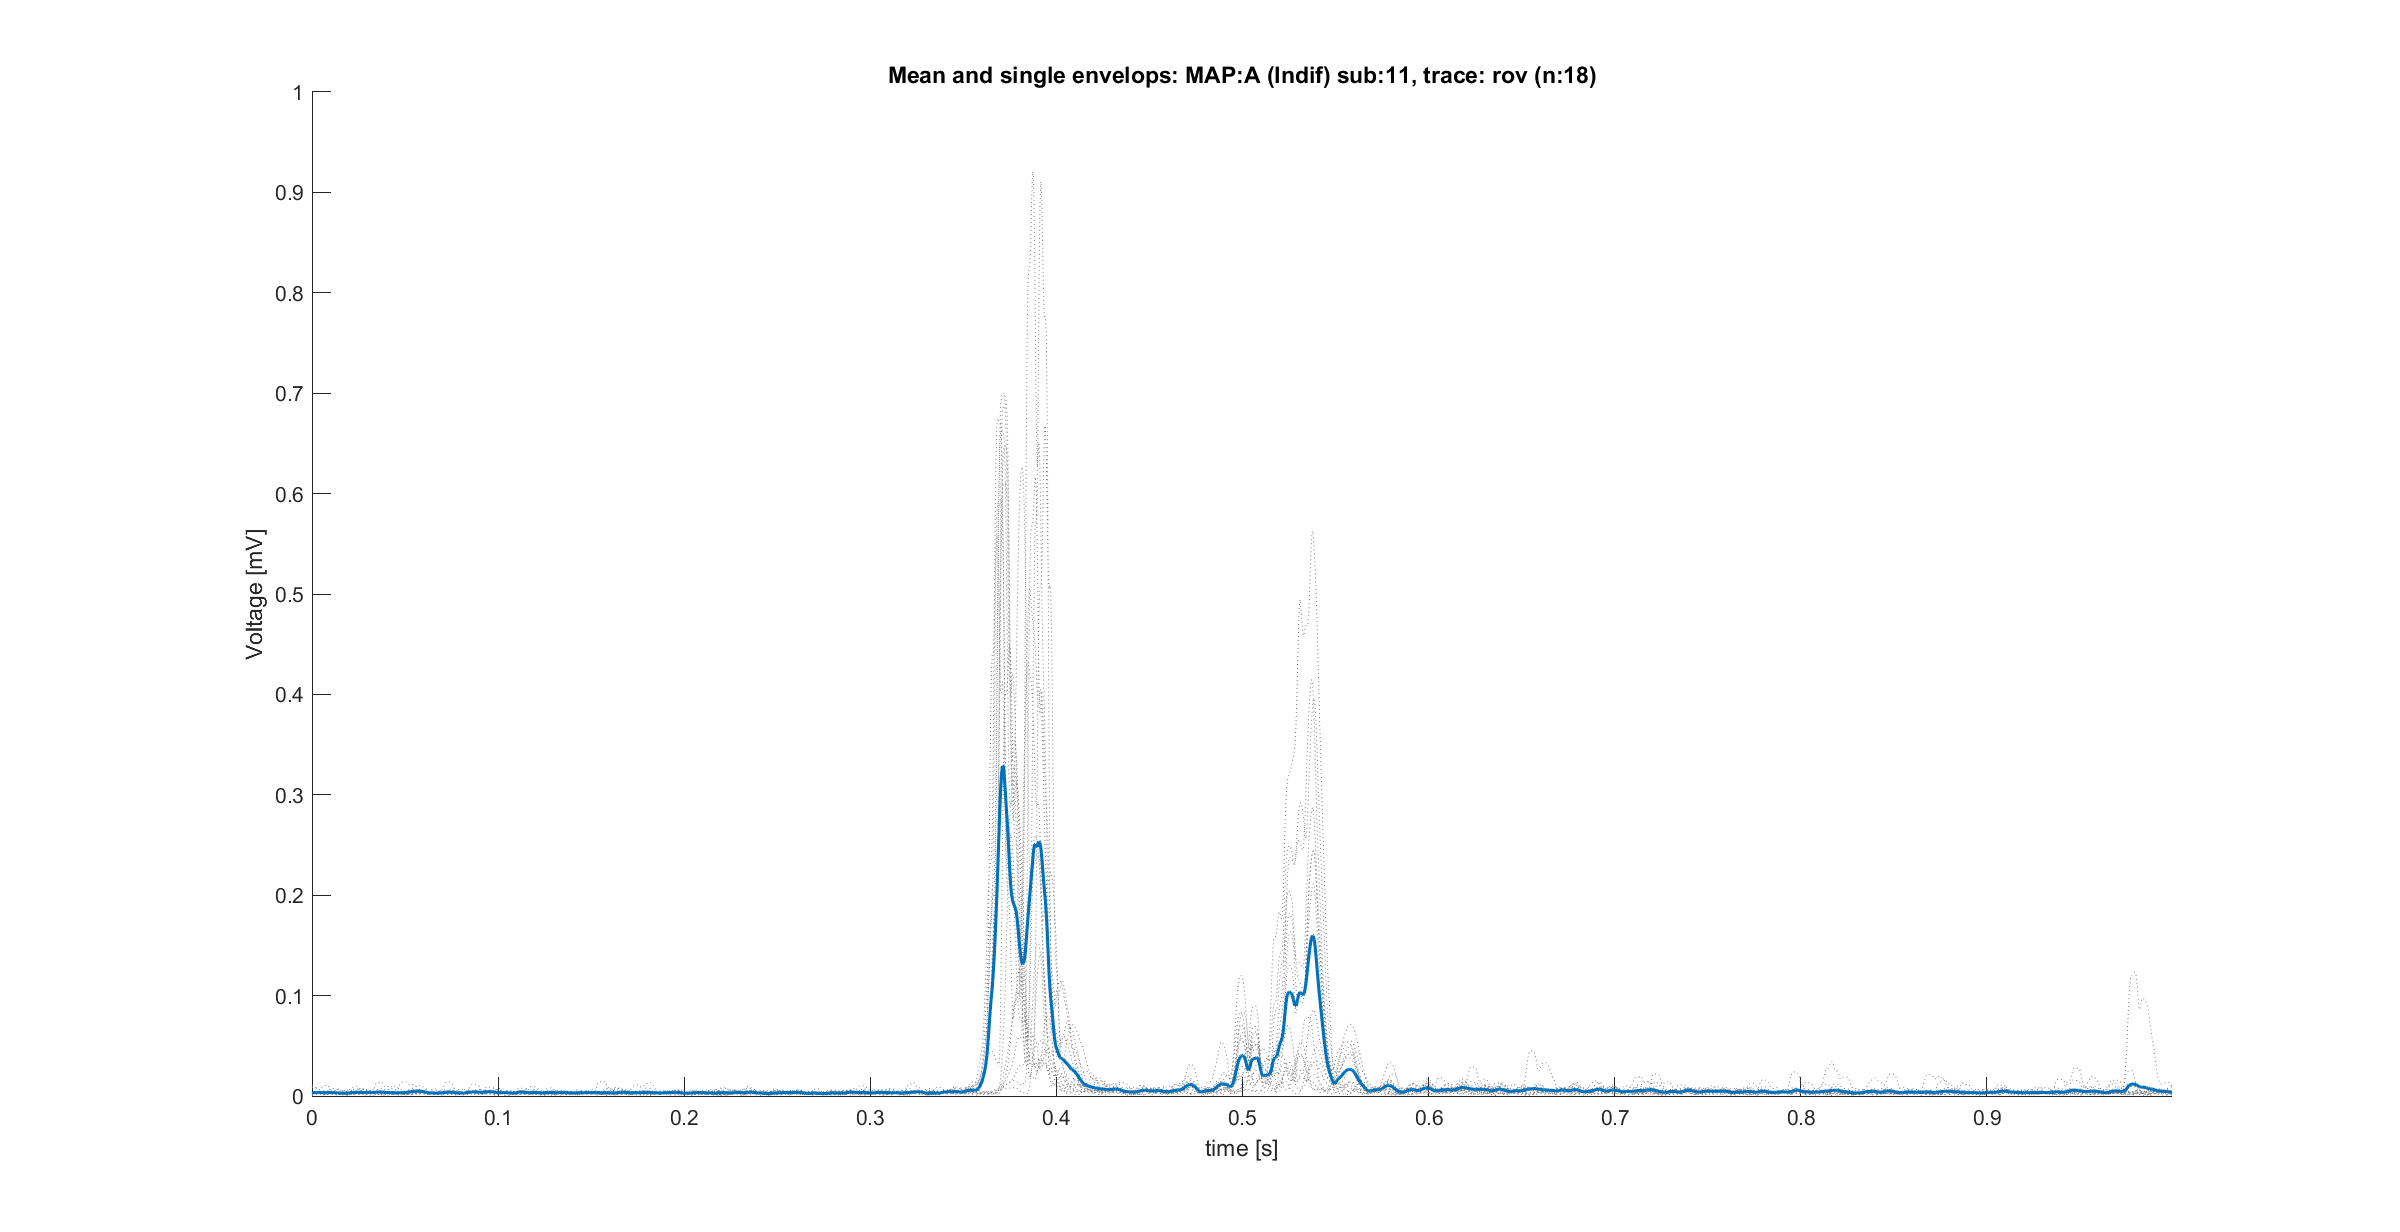 Mean and single envelops: MAP:A (Indif) sub:11, trace: rov (n:18)
1
0.9
0.8
0.7
0.6
0.5
0.4
0.3
0.2
0.1
0
Voltage [mV]
0 0.1 0.2 0.3 0.4 0.5 0.6 0.7 0.8 0.9
time [s]